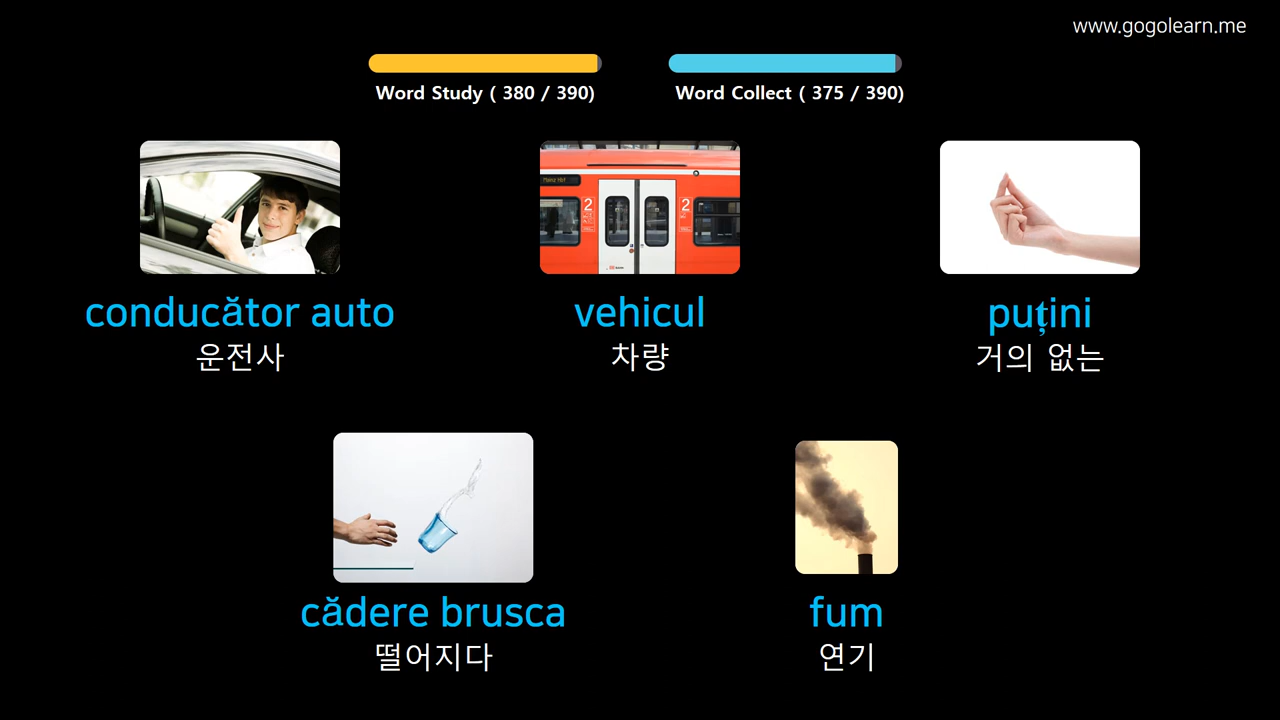 www.gogolearn.me
Word Study ( 380 / 390)
Word Collect ( 375 / 390)
conducător auto
운전사
vehicul
차량
puțini
거의 없는
cădere brusca
떨어지다
fum
연기